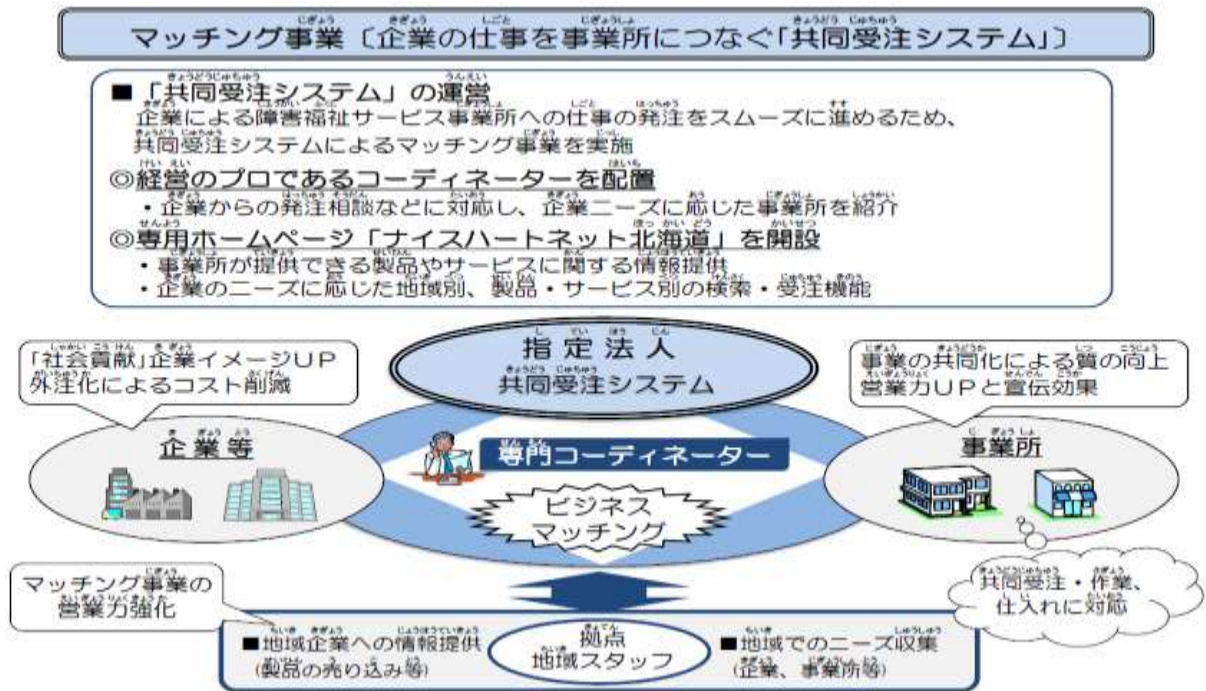 マッチング事業〔企業の仕事を事業所につなぐ「共同受注システム」〕
■「共同受注システム」の運営
企業による障害福祉サービス事業所への仕事の発注をスムーズに進めるため、
共同受注システムによるマッチング事業を実施
◎経営のプロであるコーディネーターを配置
・企業からの発注相談などに対応し、企業ニーズに応じた事業所を紹介
◎専用ホームページ「ナイスハートネット北海道」を開設
・事業所が提供できる製品やサービスに関する情報提供
・企業のニーズに応じた地域別、製品・サービス別の検索・受注機能
「社会貢献」企業イメージUP
外注化によるコスト削減
指定法人
共同受注システム
事業の共同化による質の向上
営業力UPと宣伝効果
企業等
専門コーディネーター
事業所
ビジネス
マッチング
マッチング事業の
営業力強化
共同受注・作業、
仕入れに対応
■地域企業への情報提供
(製品の売り込み等)
拠点
地域スタッフ
■地域でのニーズ収集
(企業、事業所等)